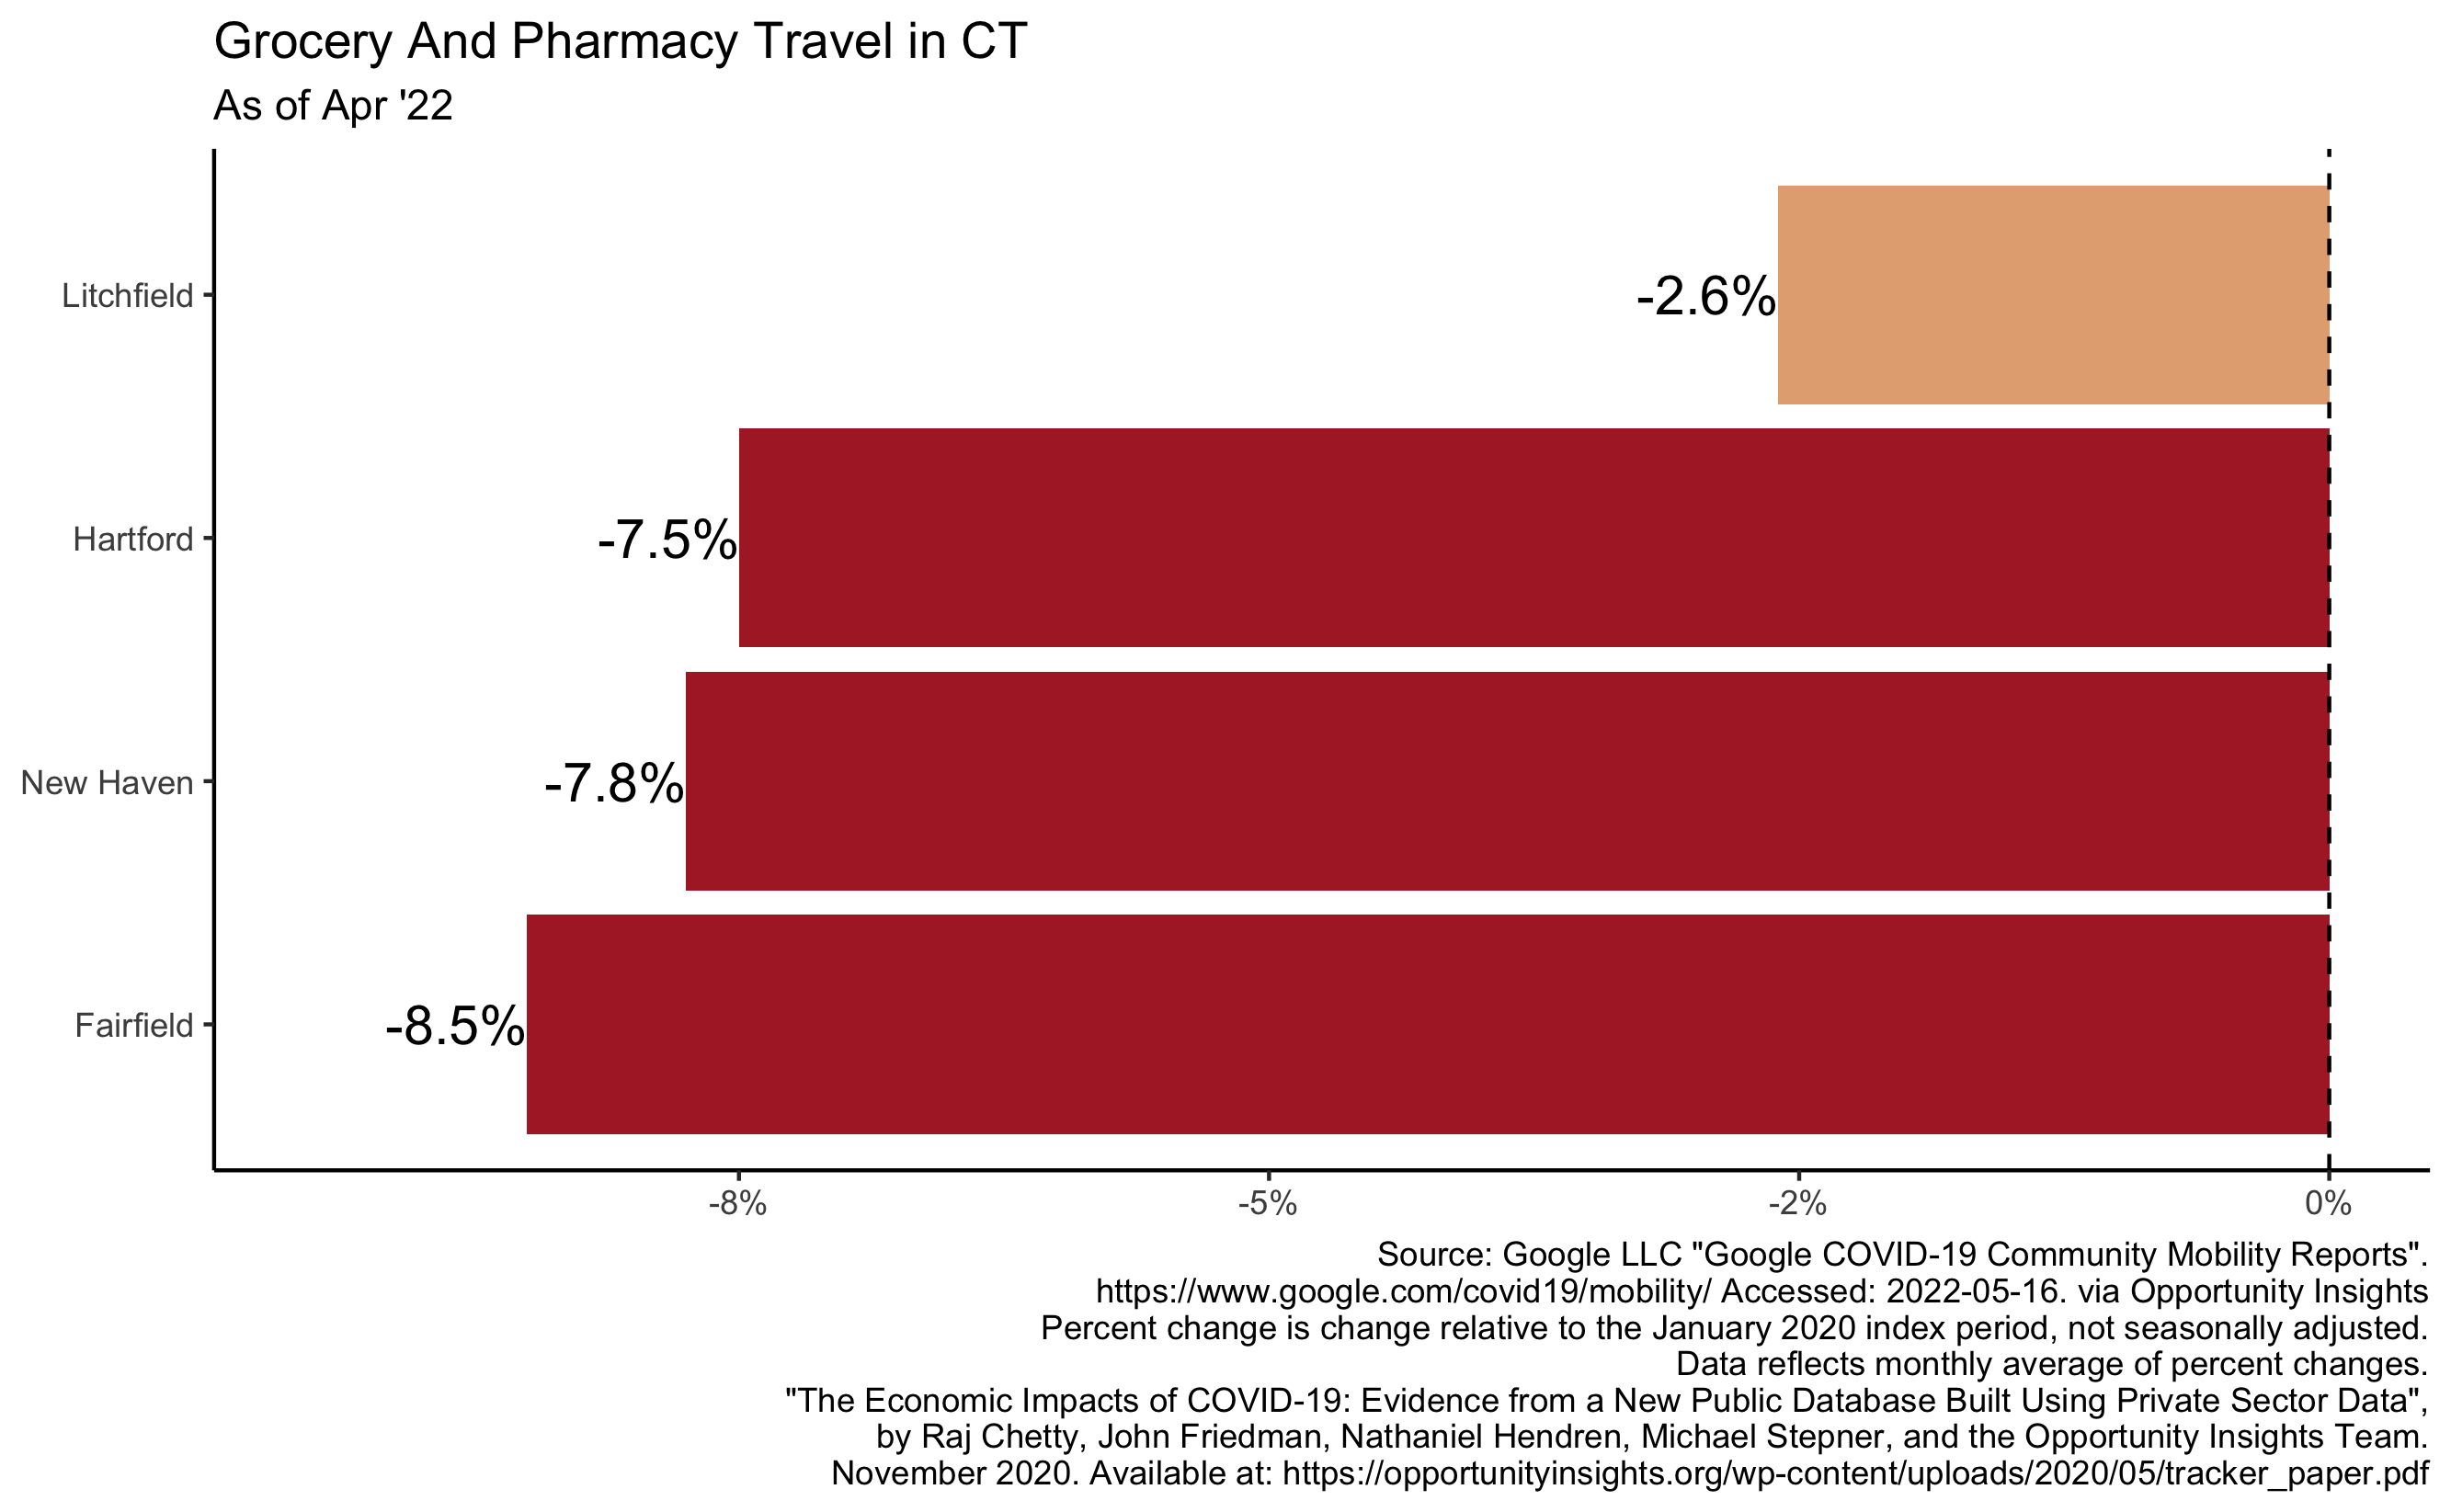 Grocery And Pharmacy Travel in CT
As of Apr '22
Litchfield
-2.6%
Hartford
-7.5%
New Haven
-7.8%
Fairfield
-8.5%
-8%
-5%
-2%
0%
Source: Google LLC "Google COVID-19 Community Mobility Reports".
https://www.google.com/covid19/mobility/ Accessed: 2022-05-16. via Opportunity Insights
Percent change is change relative to the January 2020 index period, not seasonally adjusted.
Data reflects monthly average of percent changes.
"The Economic Impacts of COVID-19: Evidence from a New Public Database Built Using Private Sector Data",
by Raj Chetty, John Friedman, Nathaniel Hendren, Michael Stepner, and the Opportunity Insights Team.
November 2020. Available at: https://opportunityinsights.org/wp-content/uploads/2020/05/tracker_paper.pdf